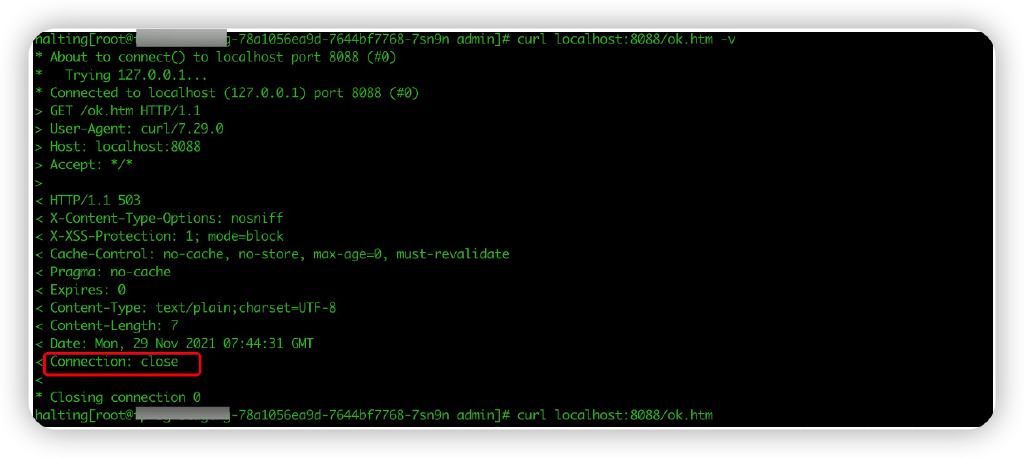 halting[root@ g-78a1056ea9d-7644bf7768-7sn9n admin]# curl localhost:8088/ok.htm -v
* About to connect() to localhost port 8088 (#0)
*   Trying 127.0.0.1...
* Connected to localhost (127.0.0.1) port 8088 (#0)
> GET /ok.htm HTTP/1.1
> User-Agent: curl/7.29.0
> Host: localhost:8088
> Accept: */*
>
< HTTP/1.1 503
< X-Content-Type-Options: nosniff
< X-XSS-Protection: 1; mode=block
< Cache-Control: no-cache, no-store, max-age=0, must-revalidate
< Pragma: no-cache
< Expires: 0
< Content-Type: text/plain;charset=UTF-8
< Content-Length: 7
< Date: Mon, 29 Nov 2021 07:44:31 GMT
< Connection: close
<
* Closing connection 0
halting[root@ -78a1056ea9d-7644bf7768-7sn9n admin]# curl localhost:8088/ok.htm